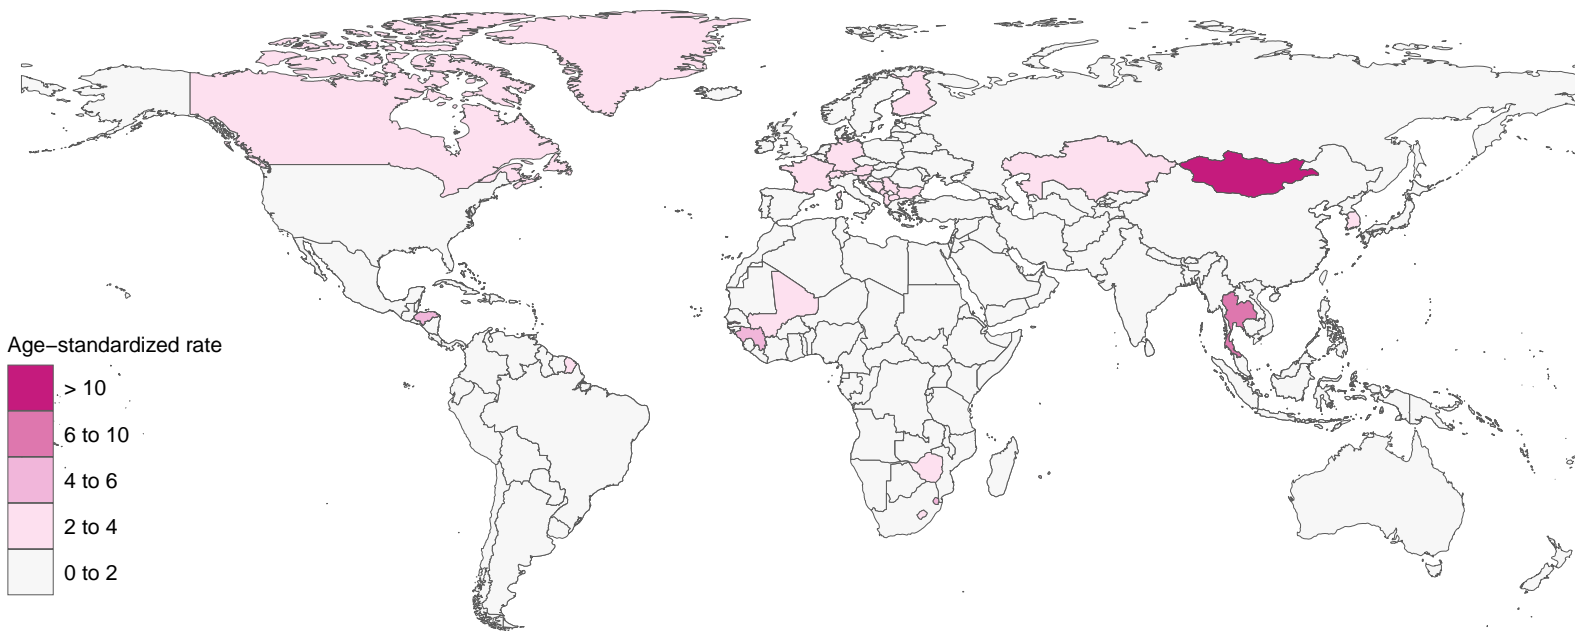 Age−standardized rate
> 10
6 to 10
4 to 6
2 to 4
0 to 2